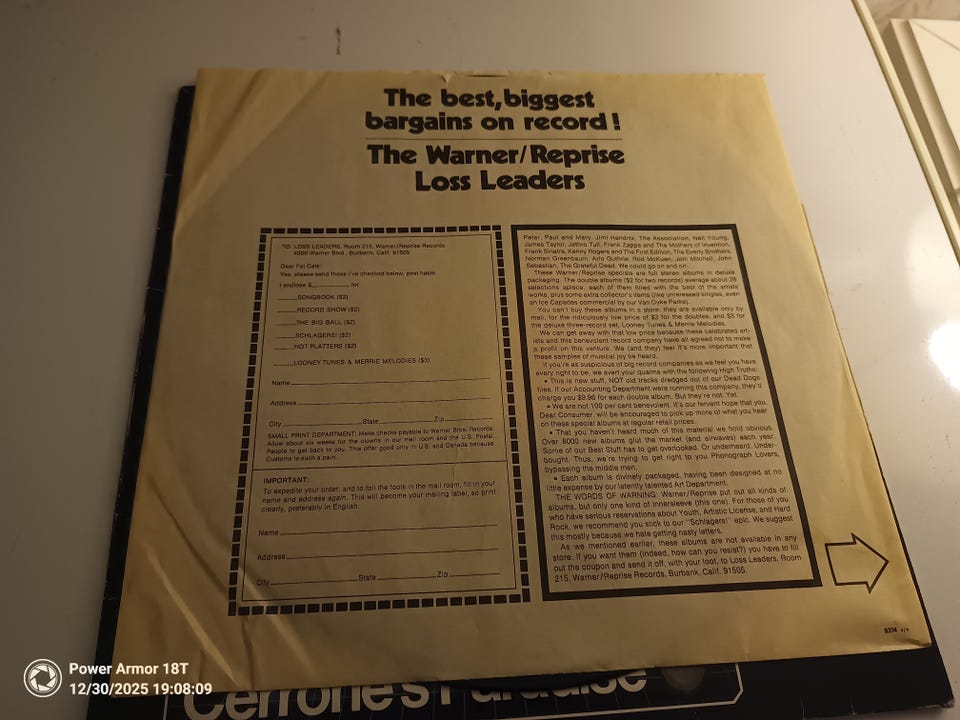 The best, biggest
bargains on record!
The Warner/Reprise
Loss Leaders
TO: LOSS LEADERS, Room 215, Warner/Reprise Records
4000 Warner Blvd., Burbank, Calif. 91505
Dear Fat Cats:
Yes, please send those I've checked below, post haste.
I enclose $ for
SONGBOOK ($2)
RECORD SHOW ($2)
THE BIG BALL ($2)
SCHLAGERS! ($2)
HOT PLATTERS ($2)
LOONEY TUNES & MERRIE MELODIES ($3)
Name
Address
City State Zip
SMALL PRINT DEPARTMENT: Make checks payable to Warner Bros. Records.
Allow about six weeks for the clowns in our mail room and the U.S. Postal
People to get back to you. This offer good only in U.S. and Canada because
Customs is such a pain.
IMPORTANT:
To expedite your order, and to foil the fools in the mail room, fill in your
name and address again. This will become your mailing label, so print
clearly, preferably in English.
Name
Address
City State Zip
Peter, Paul and Mary, Jimi Hendrix, The Association, Neil Young,
James Taylor, Jethro Tull, Frank Zappa and The Mothers of Invention,
Frank Sinatra, Kenny Rogers and The First Edition, The Everly Brothers,
Norman Greenbaum, Arlo Guthrie, Rod McKuen, Joni Mitchell, John
Sebastian, The Grateful Dead. We could go on and on.
These Warner/Reprise specials are full stereo albums in deluxe
packaging. The double albums ($2 for two records) average about 28
selections apiece, each of them filled with the best of the artists'
works, plus some extra collector's items (like unreleased singles, even
an Ice Capades commercial by our Van Dyke Parks).
You can't buy these albums in a store; they are available only by
mail, for the ridiculously low price of $2 for the doubles, and $3 for
the deluxe three-record set, Looney Tunes & Merrie Melodies.
We can get away with that low price because these celebrated art-
ists and this benevolent record company have all agreed not to make
a profit on this venture. We (and they) feel it's more important that
these samples of musical joy be heard.
If you're as suspicious of big record companies as we feel you have
every right to be, we avert your qualms with the following High Truths:
• This is new stuff, NOT old tracks dredged out of our Dead Dogs
files. If our Accounting Department were running this company, they'd
charge you $9.96 for each double album. But they're not. Yet.
• We are not 100 per cent benevolent. It's our fervent hope that you,
Dear Consumer, will be encouraged to pick up more of what you hear
on these special albums at regular retail prices.
• That you haven't heard much of this material we hold obvious.
Over 8000 new albums glut the market (and airwaves) each year.
Some of our Best Stuff has to get overlooked. Or underheard. Under-
bought. Thus, we're trying to get right to you Phonograph Lovers,
bypassing the middle men.
• Each album is divinely packaged, having been designed at no
little expense by our latently talented Art Department.
THE WORDS OF WARNING: Warner/Reprise put out all kinds of
albums, but only one kind of innersleeve (this one). For those of you
who have serious reservations about Youth, Artistic License, and Hard
Rock, we recommend you stick to our "Schlagers!" epic. We suggest
this mostly because we hate getting nasty letters.
As we mentioned earlier, these albums are not available in any
store. If you want them (indeed, how can you resist?) you have to fill
out the coupon and send it off, with your loot, to Loss Leaders, Room
215, Warner/Reprise Records, Burbank, Calif. 91505.
6374
Cerrone's Paradise
Power Armor 18T
12/30/2025 19:08:09